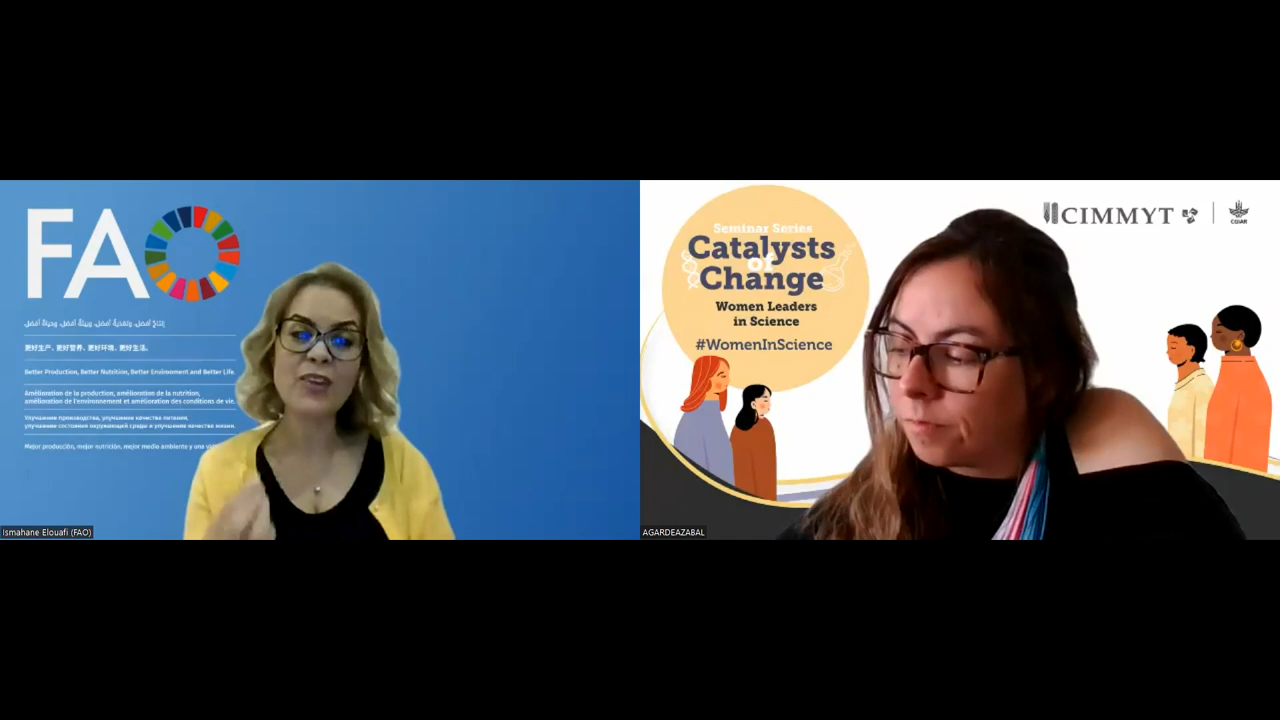 FAO
إنتاج أفضل، وتغذية أفضل، وبيئة أفضل، وحياة أفضل
更好生产、更好营养、更好环境、更好生活。
Better Production, Better Nutrition, Better Environment and Better Life.
Amélioration de la production, amélioration de la nutrition,
amélioration de l'environnement et amélioration des conditions de vie.
Улучшение производства, улучшение качества питания,
улучшение состояния окружающей среды и улучшение качества жизни.
Mejor producción, mejor nutrición, mejor medio ambiente y una
Ismahane Elouafi (FAO)
Seminar Series
Catalysts
of
Change
Women Leaders
in Science
#WomenInScience
CIMMYT
CGIAR
AGARDEAZABAL